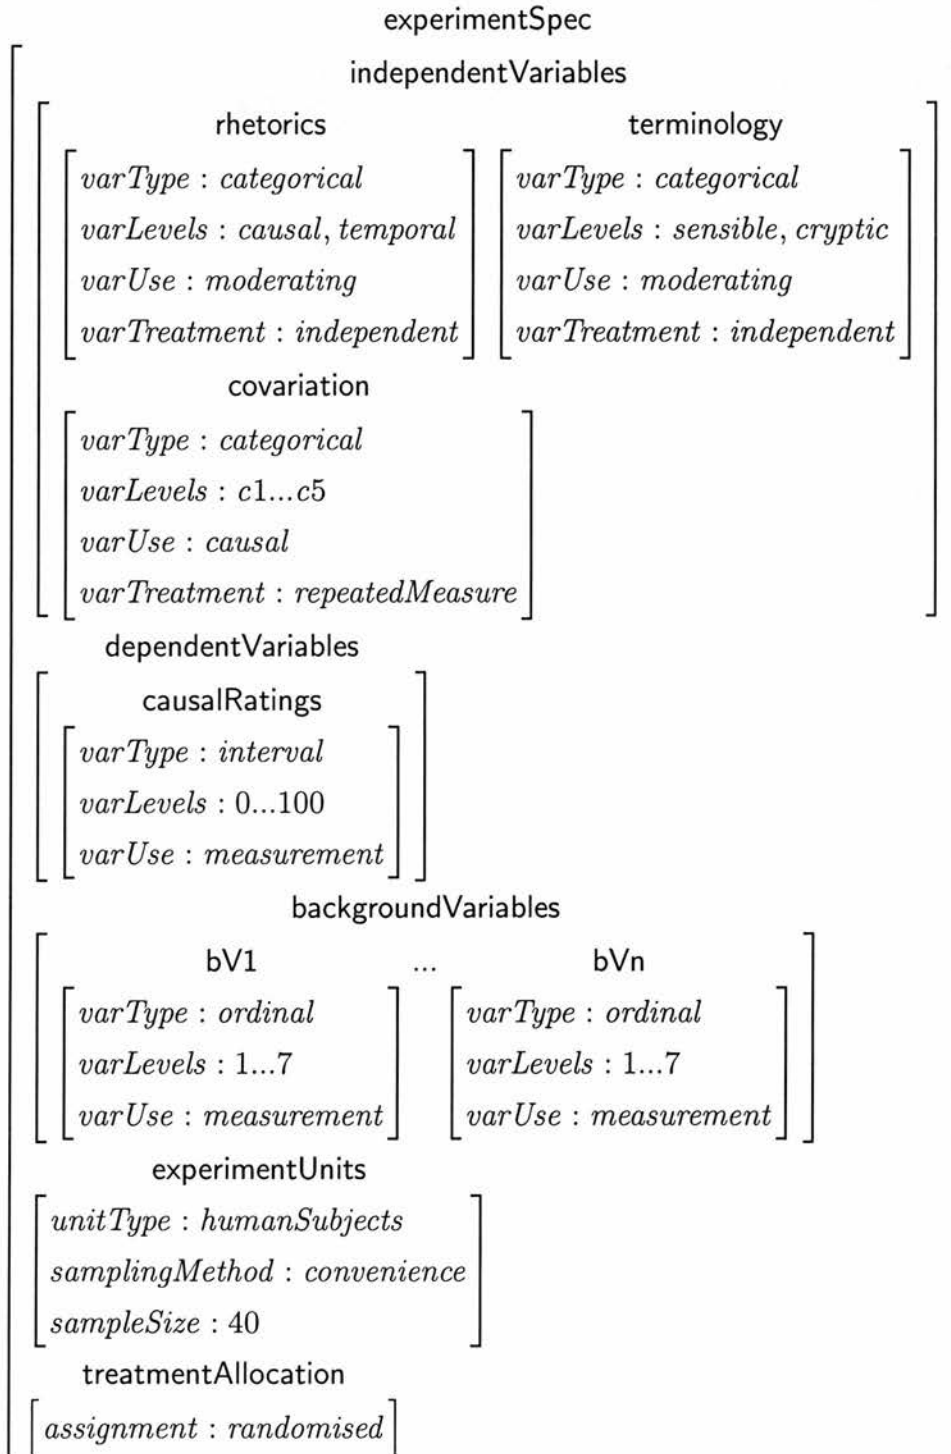 experimentSpec
independentVariables
rhetorics terminology
varType : categorical varType : categorical
varLevels : causal, temporal varLevels : sensible, cryptic
varUse : moderating varUse : moderating
varTreatment : independent varTreatment : independent
covariation
varType : categorical
varLevels : c1...c5
varUse : causal
varTreatment : repeatedMeasure
dependentVariables
causalRatings
varType : interval
varLevels : 0...100
varUse : measurement
backgroundVariables
bV1 ... bVn
varType : ordinal varType : ordinal
varLevels : 1...7 varLevels : 1...7
varUse : measurement varUse : measurement
experimentUnits
unitType : humanSubjects
samplingMethod : convenience
sampleSize : 40
treatmentAllocation
assignment : randomised